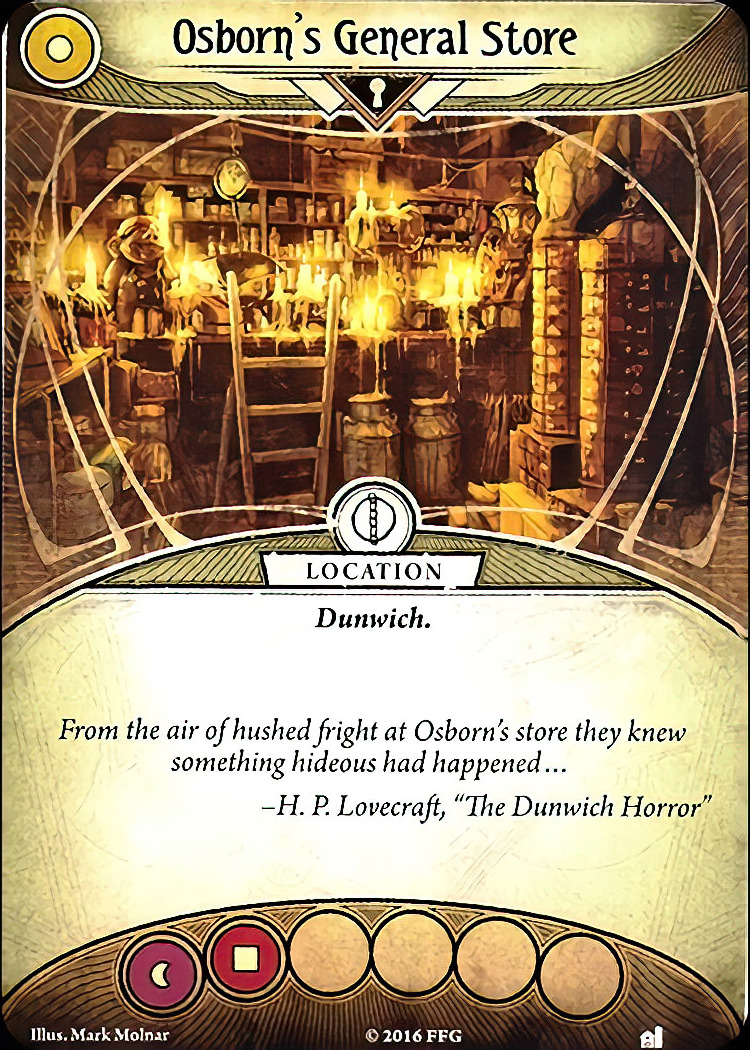 Osborn's General Store
LOCATION
Dunwich.
From the air of hushed fright at Osborn's store they knew
something hideous had happened…
–H. P. Lovecraft, “The Dunwich Horror”
Illus. Mark Molnar
© 2016 FFG